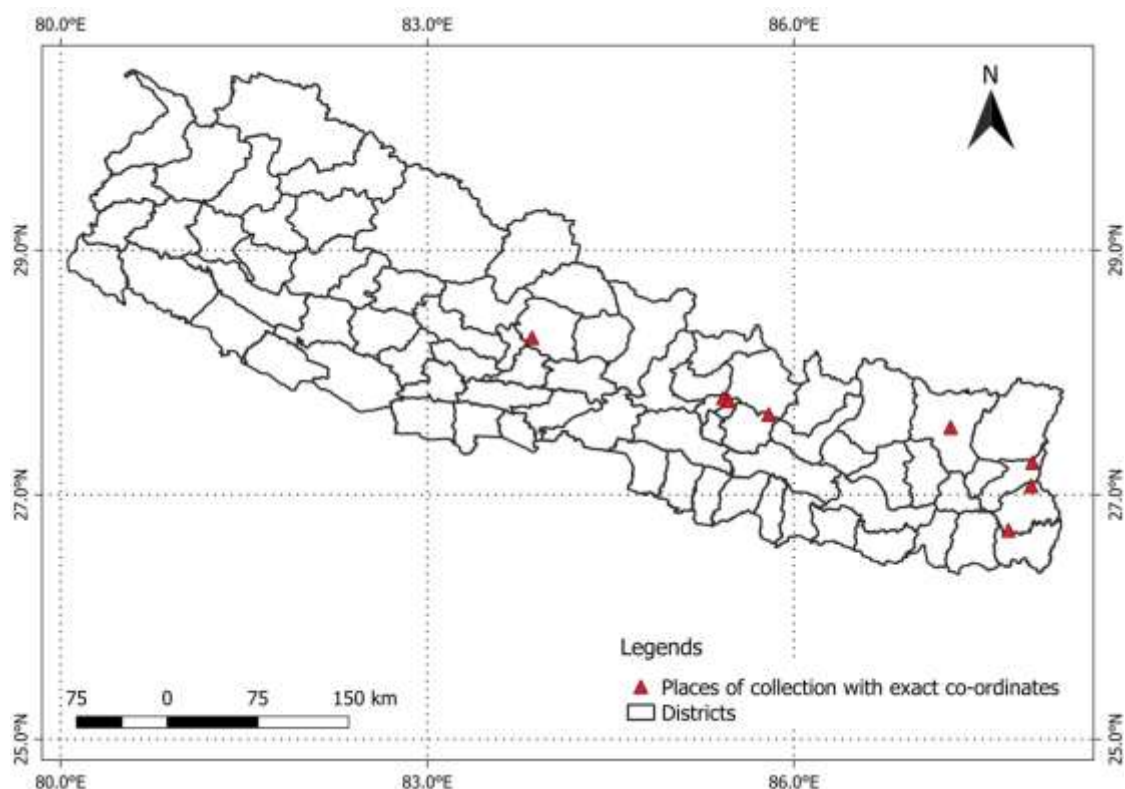 80.0°E 83.0°E 86.0°E
N
29.0°N 29.0°N
27.0°N 27.0°N
Legends
75 0 75 150 km
Places of collection with exact co-ordinates
Districts
25.0°N 25.0°N
80.0°E 83.0°E 86.0°E